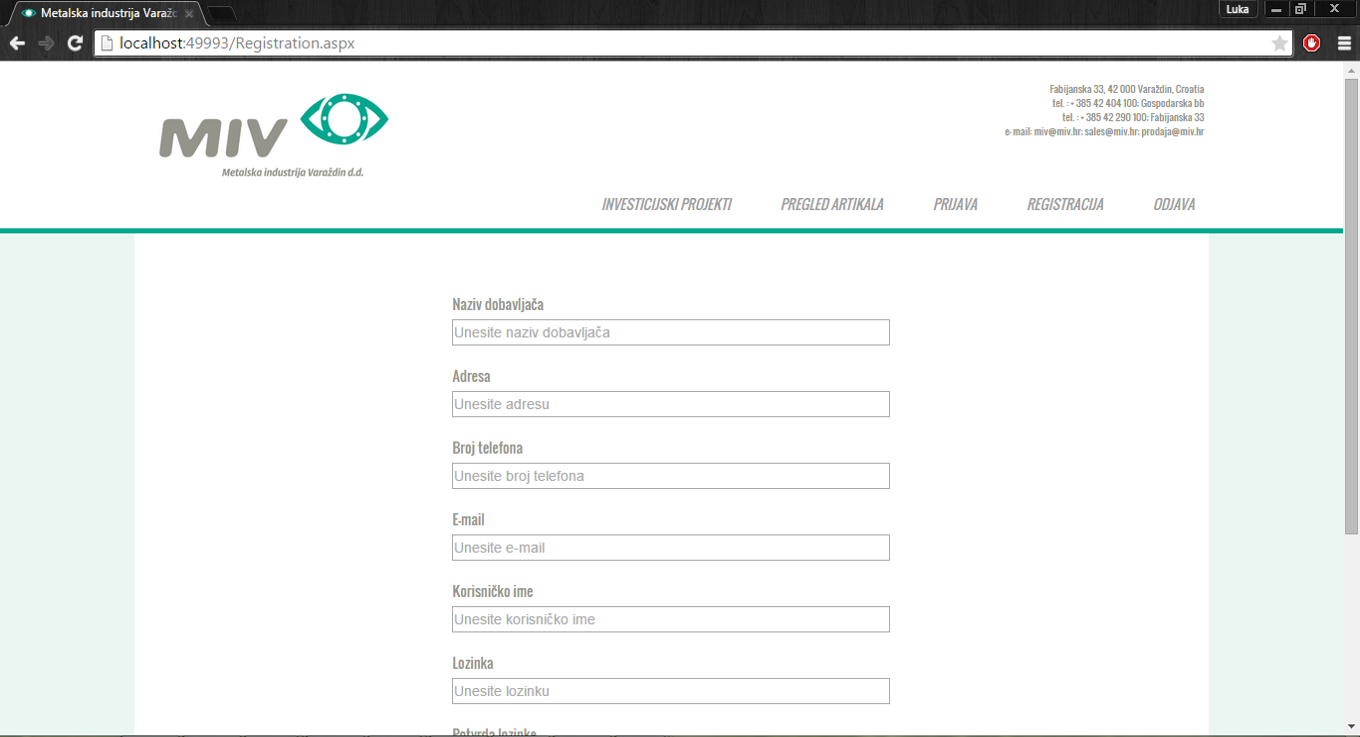 Metalska industrija Varažd
Luka
localhost:49993/Registration.aspx
MIV
Metalska industrija Varaždin d.d.
Fabijanska 33, 42 000 Varaždin, Croatia
tel. :+ 385 42 404 100; Gospodarska bb
tel. :+ 385 42 290 100; Fabijanska 33
e-mail: miv@miv.hr; sales@miv.hr; prodaja@miv.hr
INVESTICIJSKI PROJEKTI PREGLED ARTIKALA PRIJAVA REGISTRACIJA ODJAVA
Naziv dobavljača
Unesite naziv dobavljača
Adresa
Unesite adresu
Broj telefona
Unesite broj telefona
E-mail
Unesite e-mail
Korisničko ime
Unesite korisničko ime
Lozinka
Unesite lozinku
Potvrda lozinke